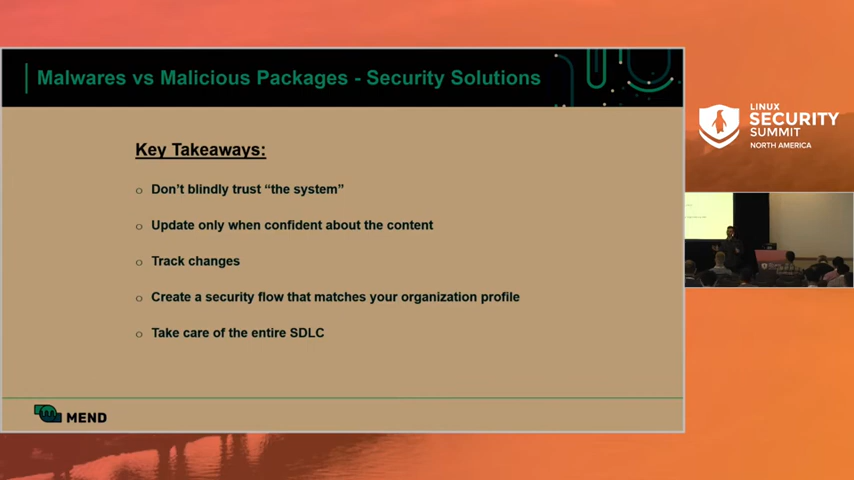 Malwares vs Malicious Packages - Security Solutions
Key Takeaways:
Don't blindly trust “the system”
Update only when confident about the content
Track changes
Create a security flow that matches your organization profile
Take care of the entire SDLC
MEND
LINUX
SECURITY
SUMMIT
NORTH AMERICA